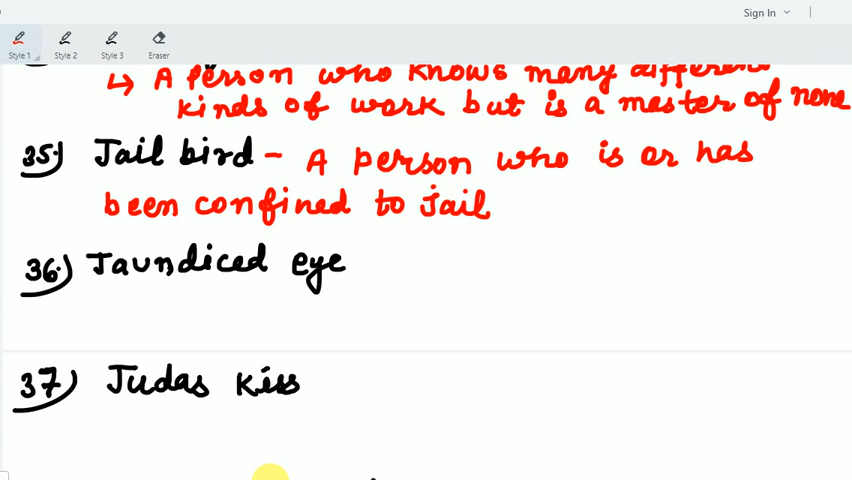 Sign In
Style 1
Style 2
Style 3
Eraser
↳ A person who knows many different
kinds of work but is a master of none
35.) Jail bird - A person who is or has
been confined to jail
36.) Jaundiced eye
37) Judas kiss